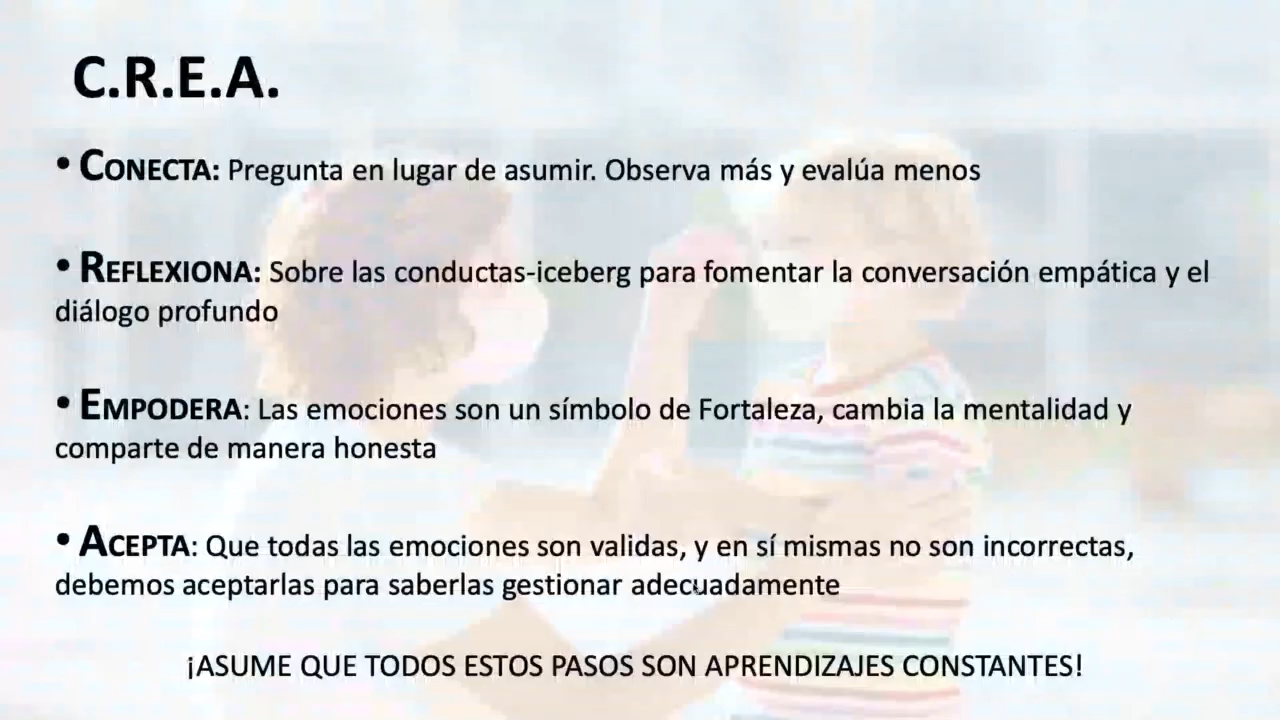 C.R.E.A.
• CONECTA: Pregunta en lugar de asumir. Observa más y evalúa menos
• REFLEXIONA: Sobre las conductas-iceberg para fomentar la conversación empática y el
diálogo profundo
• EMPODERA: Las emociones son un símbolo de Fortaleza, cambia la mentalidad y
comparte de manera honesta
• ACEPTA: Que todas las emociones son validas, y en sí mismas no son incorrectas,
debemos aceptarlas para saberlas gestionar adecuadamente
¡ASUME QUE TODOS ESTOS PASOS SON APRENDIZAJES CONSTANTES!